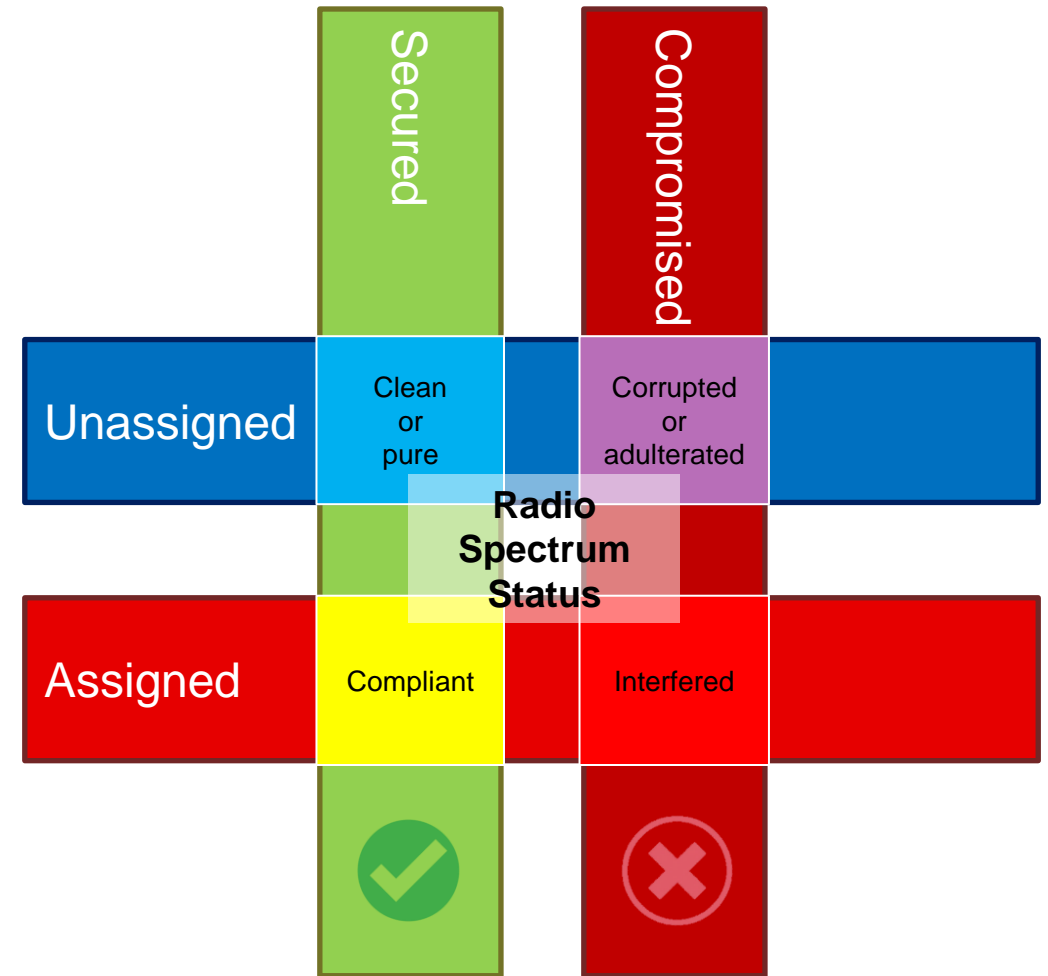 Secured
Compromised
Unassigned
Clean
or
pure
Corrupted
or
adulterated
Radio
Spectrum
Status
Assigned
Compliant
Interfered